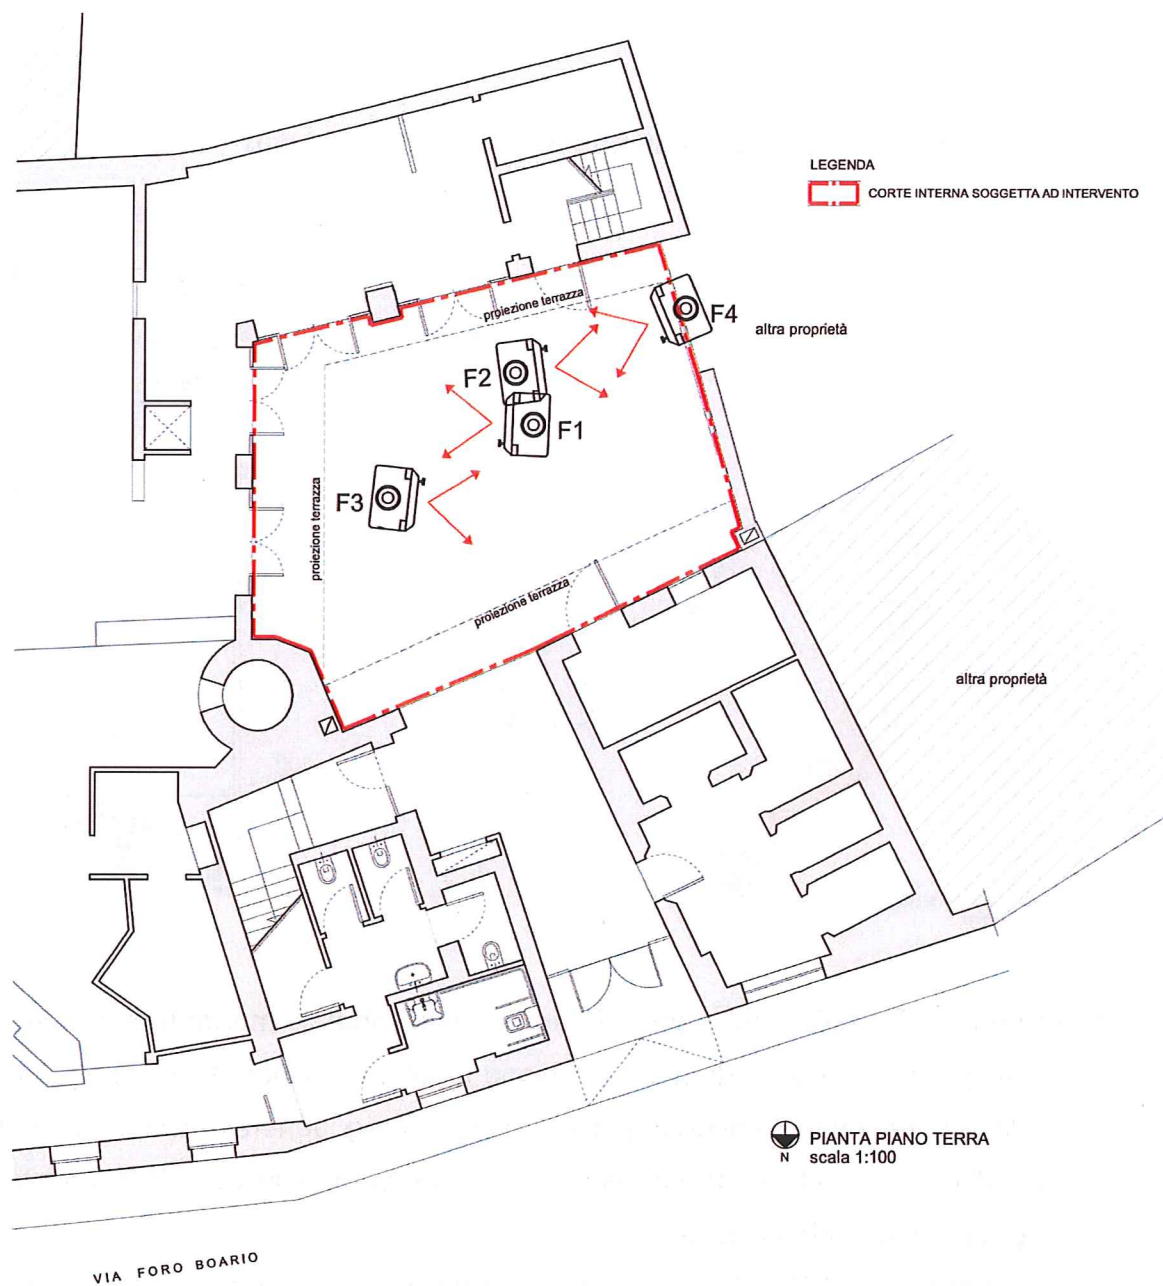 LEGENDA
CORTE INTERNA SOGGETTA AD INTERVENTO
proiezione terrazza
F4
altra proprietà
F2
F1
F3
proiezione terrazza
proiezione terrazza
altra proprietà
PIANTA PIANO TERRA
N
scala 1:100
VIA FORO BOARIO